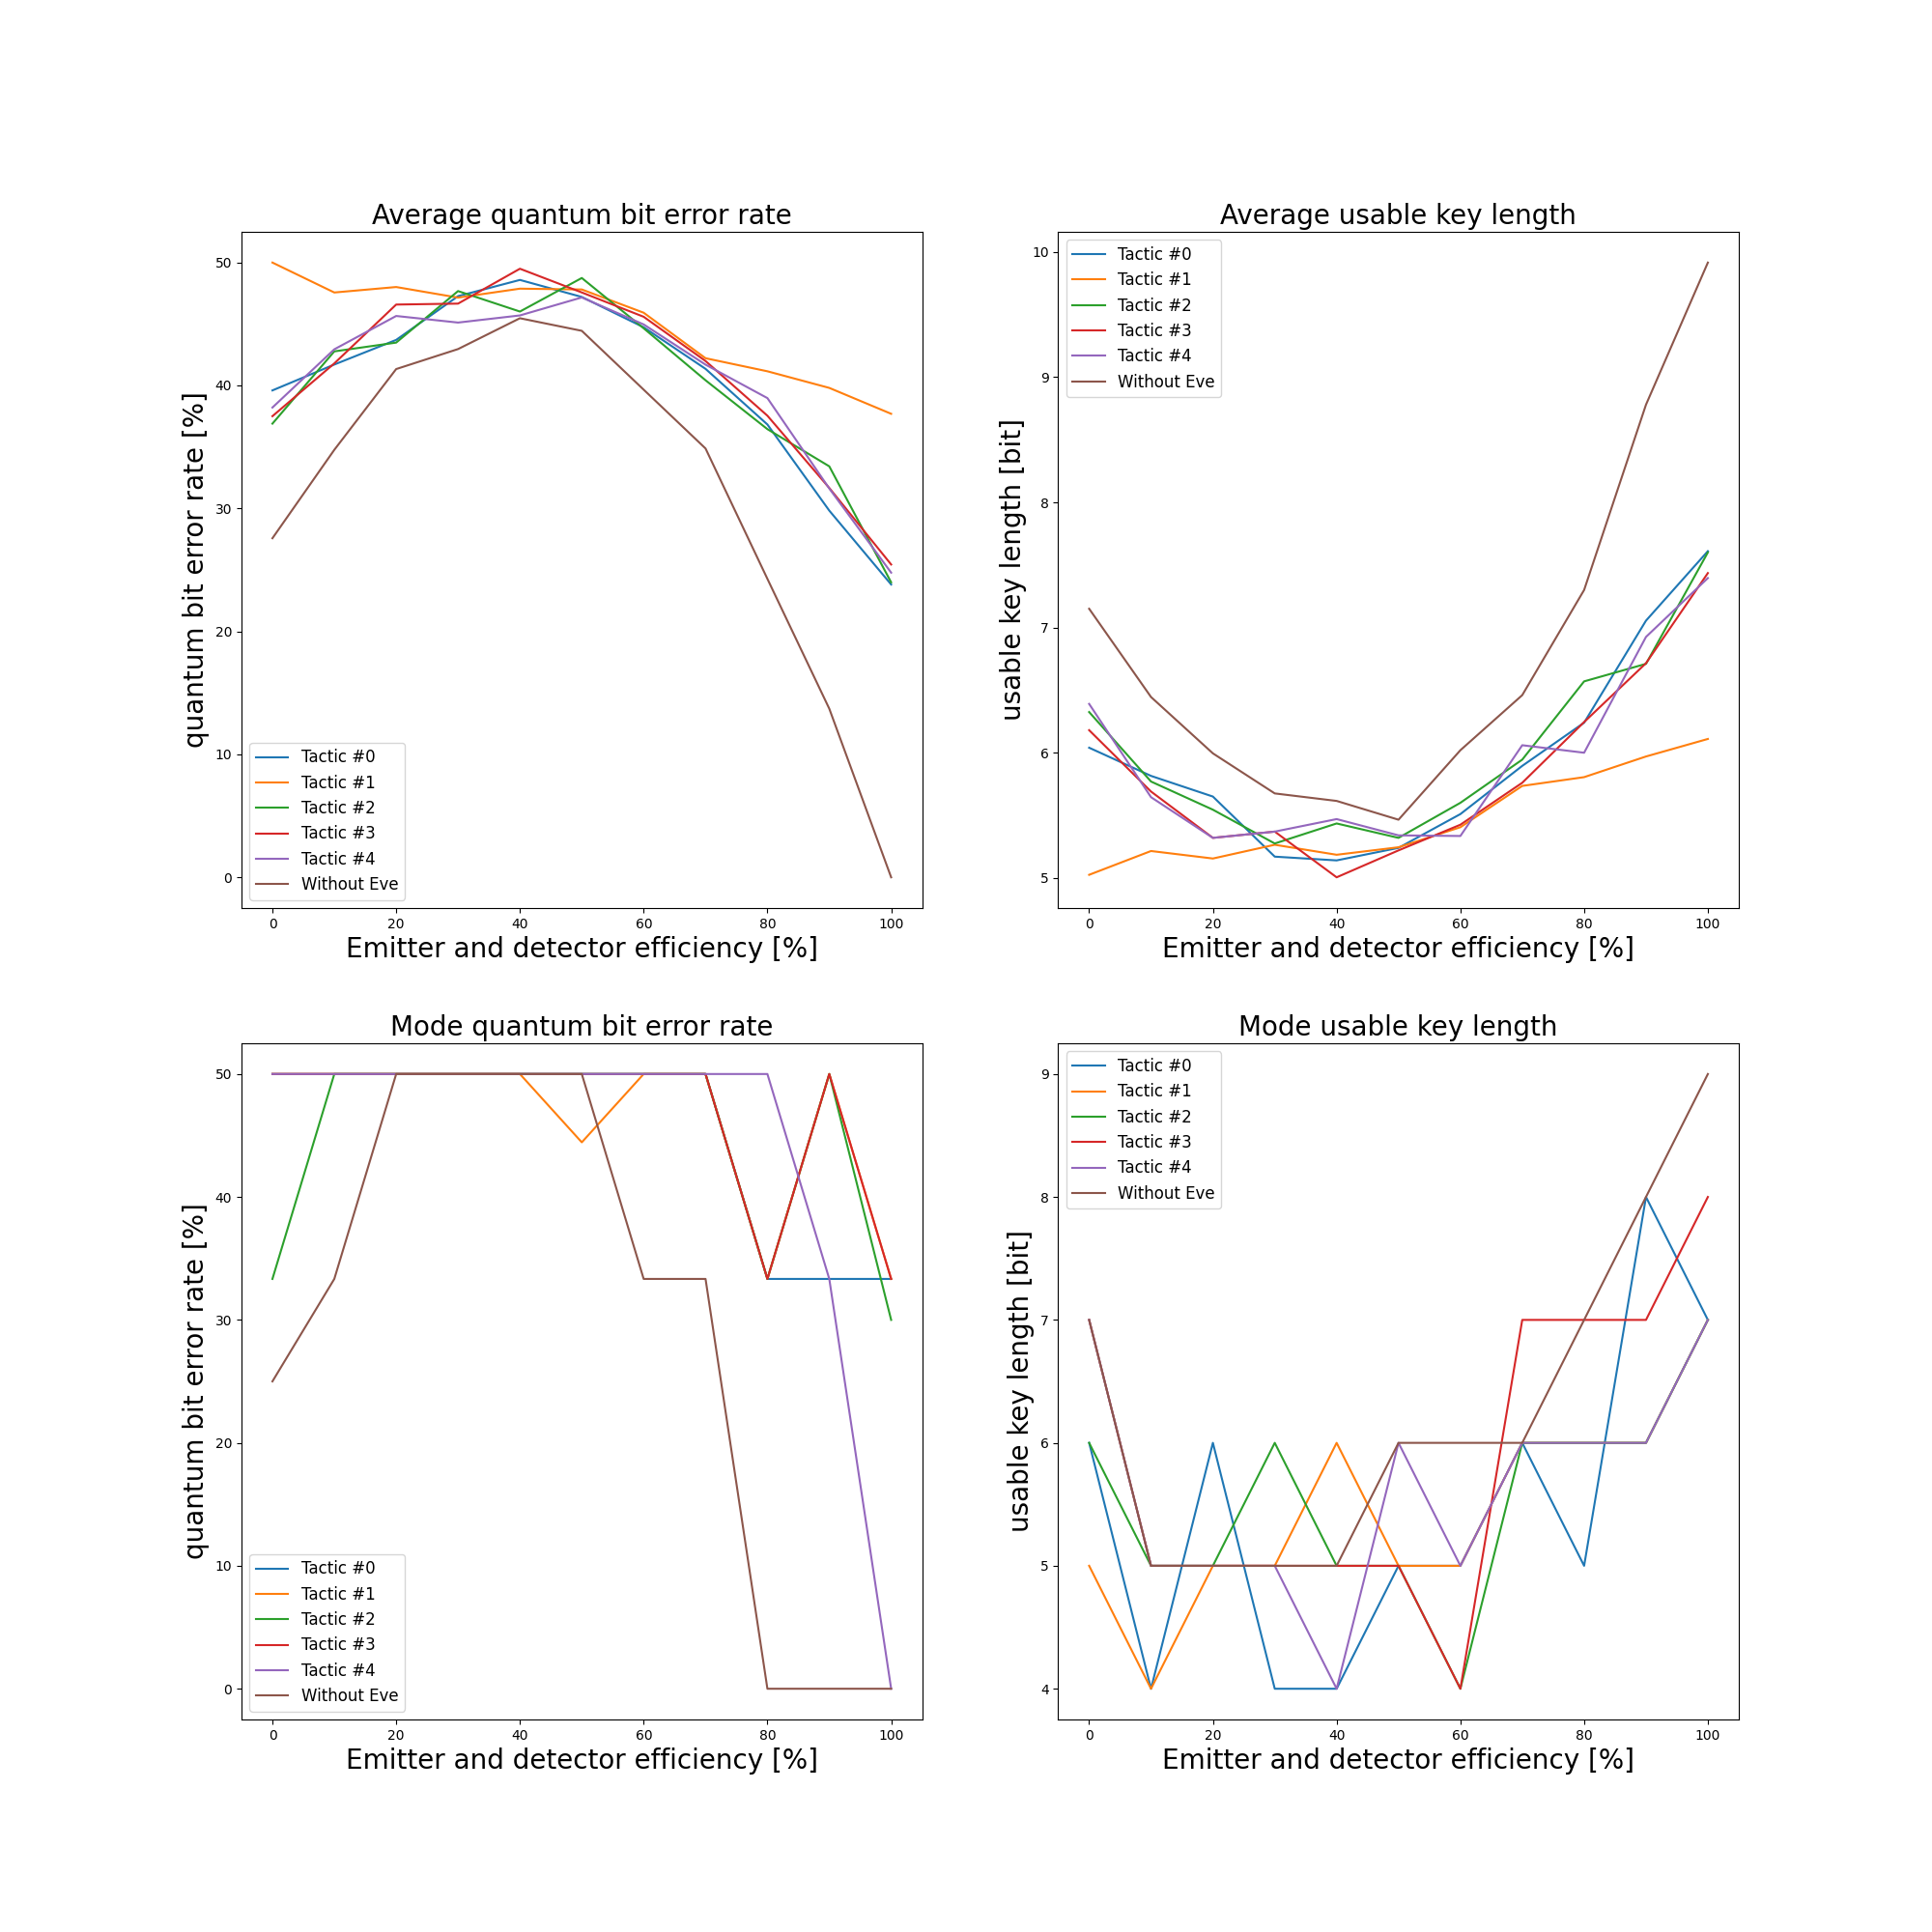 Average quantum bit error rate
quantum bit error rate [%]
50
40
30
20
10
0
Tactic #0
Tactic #1
Tactic #2
Tactic #3
Tactic #4
Without Eve
0 20 40 60 80 100
Emitter and detector efficiency [%]
Average usable key length
usable key length [bit]
10
9
8
7
6
5
Tactic #0
Tactic #1
Tactic #2
Tactic #3
Tactic #4
Without Eve
0 20 40 60 80 100
Emitter and detector efficiency [%]
Mode quantum bit error rate
quantum bit error rate [%]
50
40
30
20
10
0
Tactic #0
Tactic #1
Tactic #2
Tactic #3
Tactic #4
Without Eve
0 20 40 60 80 100
Emitter and detector efficiency [%]
Mode usable key length
usable key length [bit]
9
8
7
6
5
4
Tactic #0
Tactic #1
Tactic #2
Tactic #3
Tactic #4
Without Eve
0 20 40 60 80 100
Emitter and detector efficiency [%]